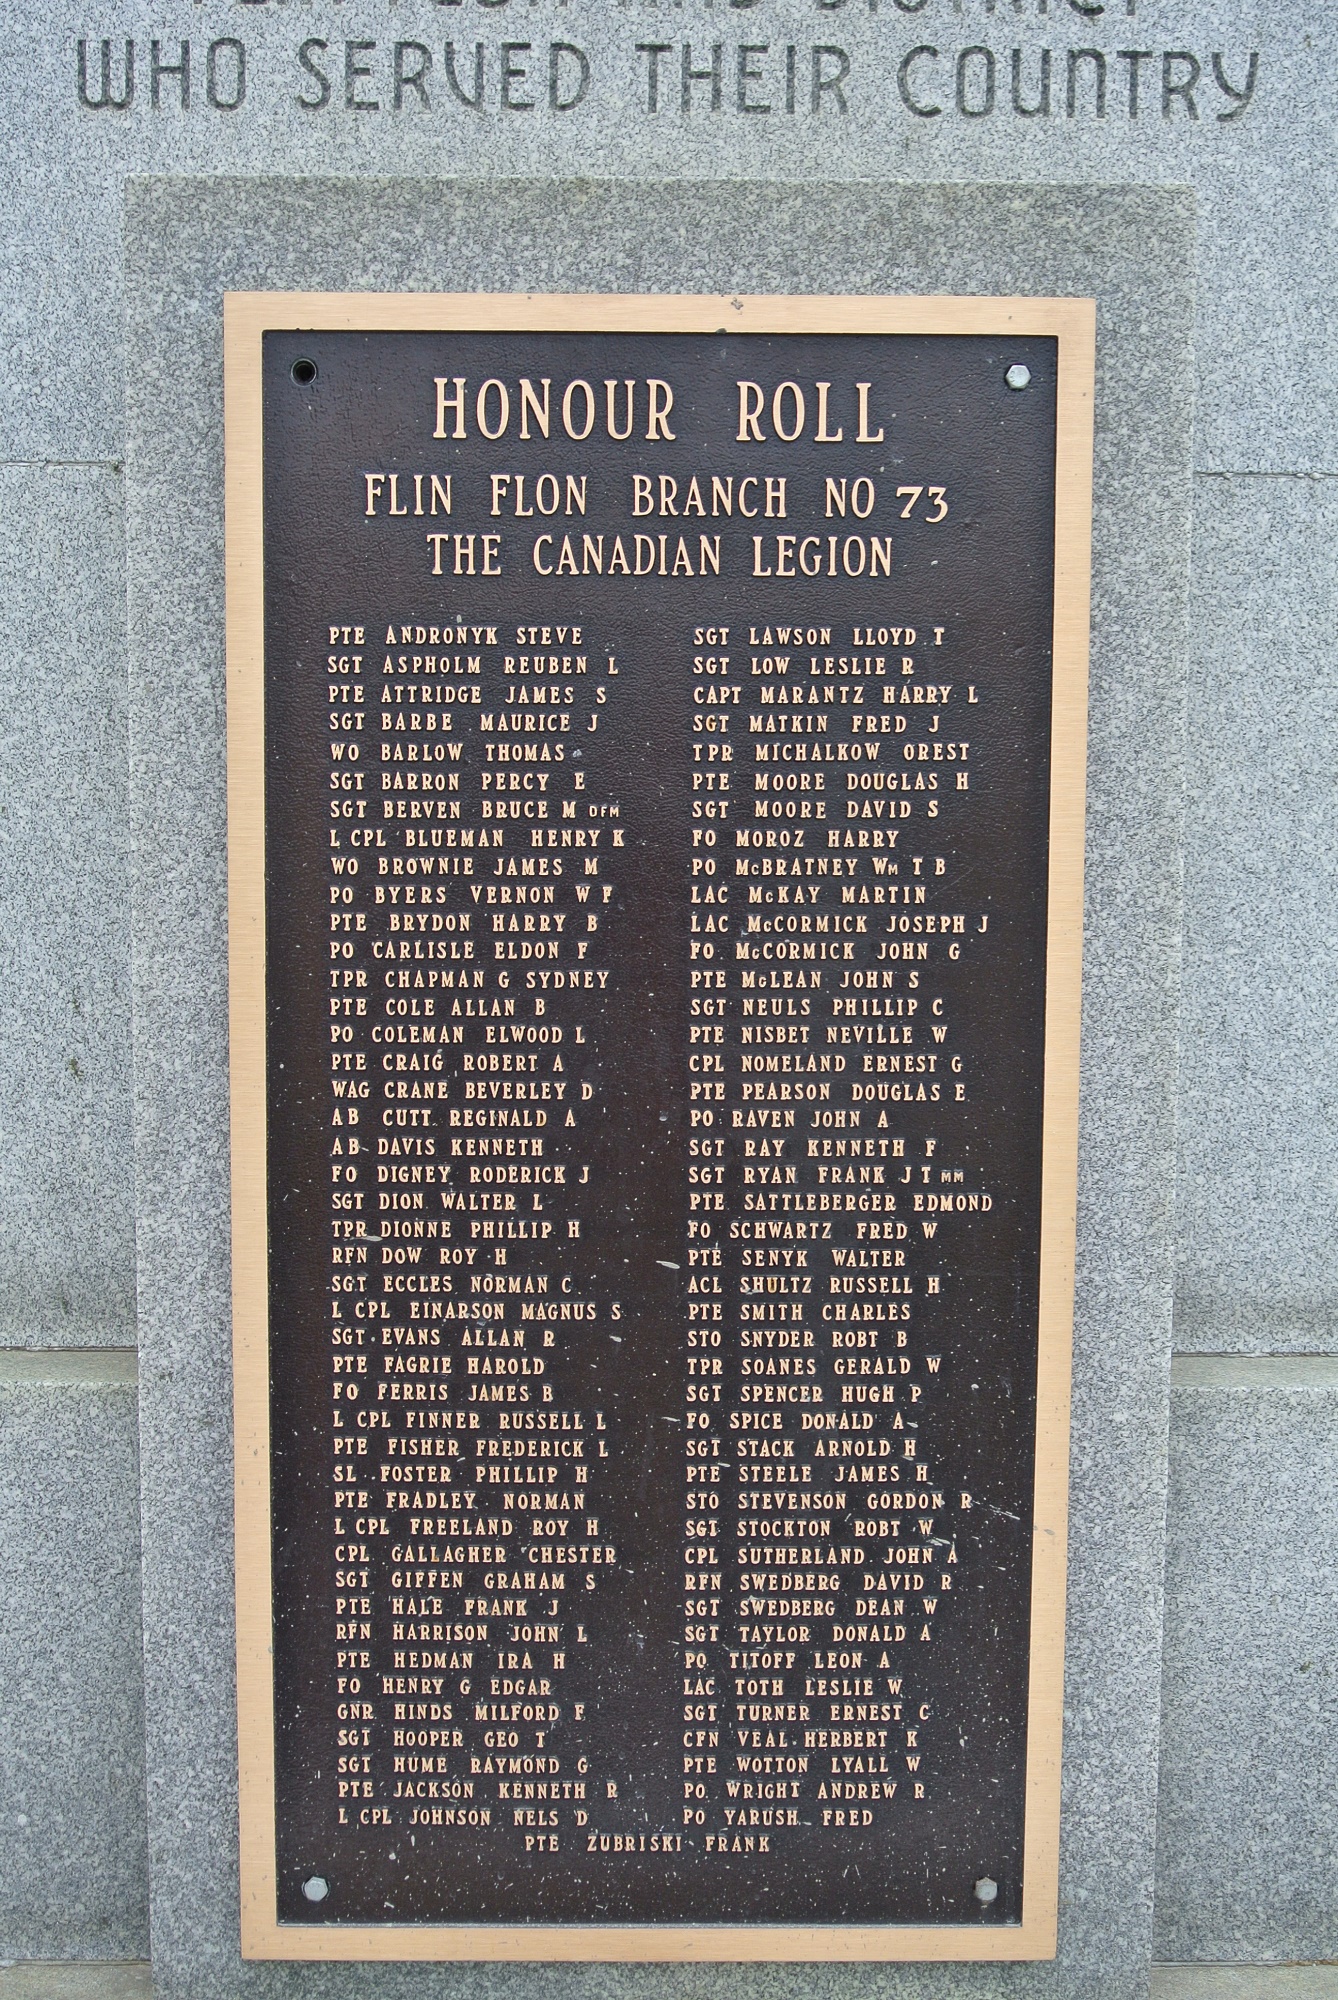 WHO SERVED THEIR COUNTRY
HONOUR ROLL
FLIN FLON BRANCH NO 73
THE CANADIAN LEGION
PTE ANDRONYK STEVE
SGT ASPHOLM REUBEN L
PTE ATTRIDGE JAMES S
SGT BARBE MAURICE J
WO BARLOW THOMAS
SGT BARRON PERCY E
SGT BERVEN BRUCE M DFM
L CPL BLUEMAN HENRY K
WO BROWNIE JAMES M
PO BYERS VERNON W F
PTE BRYDON HARRY B
PO CARLISLE ELDON F
TPR CHAPMAN G SYDNEY
PTE COLE ALLAN B
PO COLEMAN ELWOOD L
PTE CRAIG ROBERT A
WAG CRANE BEVERLEY D
AB CUTT REGINALD A
AB DAVIS KENNETH
FO DIGNEY RODERICK J
SGT DION WALTER L
TPR DIONNE PHILLIP H
RFN DOW ROY H
SGT ECCLES NORMAN C
L CPL EINARSON MAGNUS S
SGT EVANS ALLAN R
PTE FAGRIE HAROLD
FO FERRIS JAMES B
L CPL FINNER RUSSELL L
PTE FISHER FREDERICK L
SL FOSTER PHILLIP H
PTE FRADLEY NORMAN
L CPL FREELAND ROY H
CPL GALLAGHER CHESTER
SGT GIFFEN GRAHAM S
PTE HALE FRANK J
RFN HARRISON JOHN L
PTE HEDMAN IRA H
FO HENRY G EDGAR
GNR HINDS MILFORD F
SGT HOOPER GEO T
SGT HUME RAYMOND G
PTE JACKSON KENNETH R
L CPL JOHNSON NELS D
SGT LAWSON LLOYD T
SGT LOW LESLIE R
CAPT MARANTZ HARRY L
SGT MATKIN FRED J
TPR MICHALKOW OREST
PTE MOORE DOUGLAS H
SGT MOORE DAVID S
FO MOROZ HARRY
PO McBRATNEY WM T B
LAC McKAY MARTIN
LAC McCORMICK JOSEPH J
FO McCORMICK JOHN G
PTE McLEAN JOHN S
SGT NEULS PHILLIP C
PTE NISBET NEVILLE W
CPL NOMELAND ERNEST G
PTE PEARSON DOUGLAS E
PO RAVEN JOHN A
SGT RAY KENNETH F
SGT RYAN FRANK J T MM
PTE SATTLEBERGER EDMOND
FO SCHWARTZ FRED W
PTE SENYK WALTER
ACL SHULTZ RUSSELL H
PTE SMITH CHARLES
STO SNYDER ROBT B
TPR SOANES GERALD W
SGT SPENCER HUGH P
FO SPICE DONALD A
SGT STACK ARNOLD H
PTE STEELE JAMES H
STO STEVENSON GORDON R
SGT STOCKTON ROBT W
CPL SUTHERLAND JOHN A
RFN SWEDBERG DAVID R
SGT SWEDBERG DEAN W
SGT TAYLOR DONALD A
PO TITOFF LEON A
LAC TOTH LESLIE W
SGT TURNER ERNEST C
CFN VEAL HERBERT K
PTE WOTTON LYALL W
PO WRIGHT ANDREW R
PO YARUSH FRED
PTE ZUBRISKI FRANK